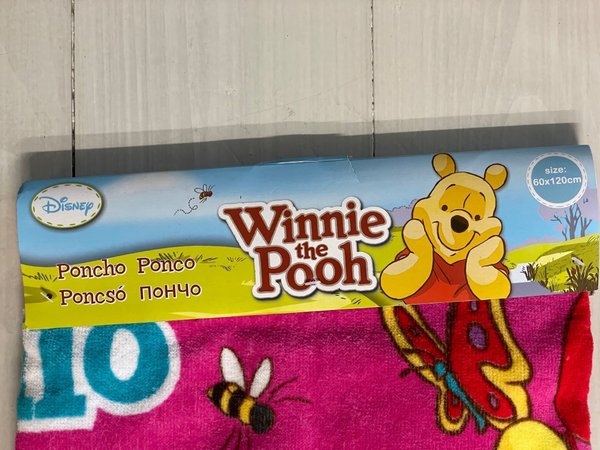 Disney
Winnie
the
Pooh
size:
60x120cm
Poncho Ponco
Poncsó Пончо